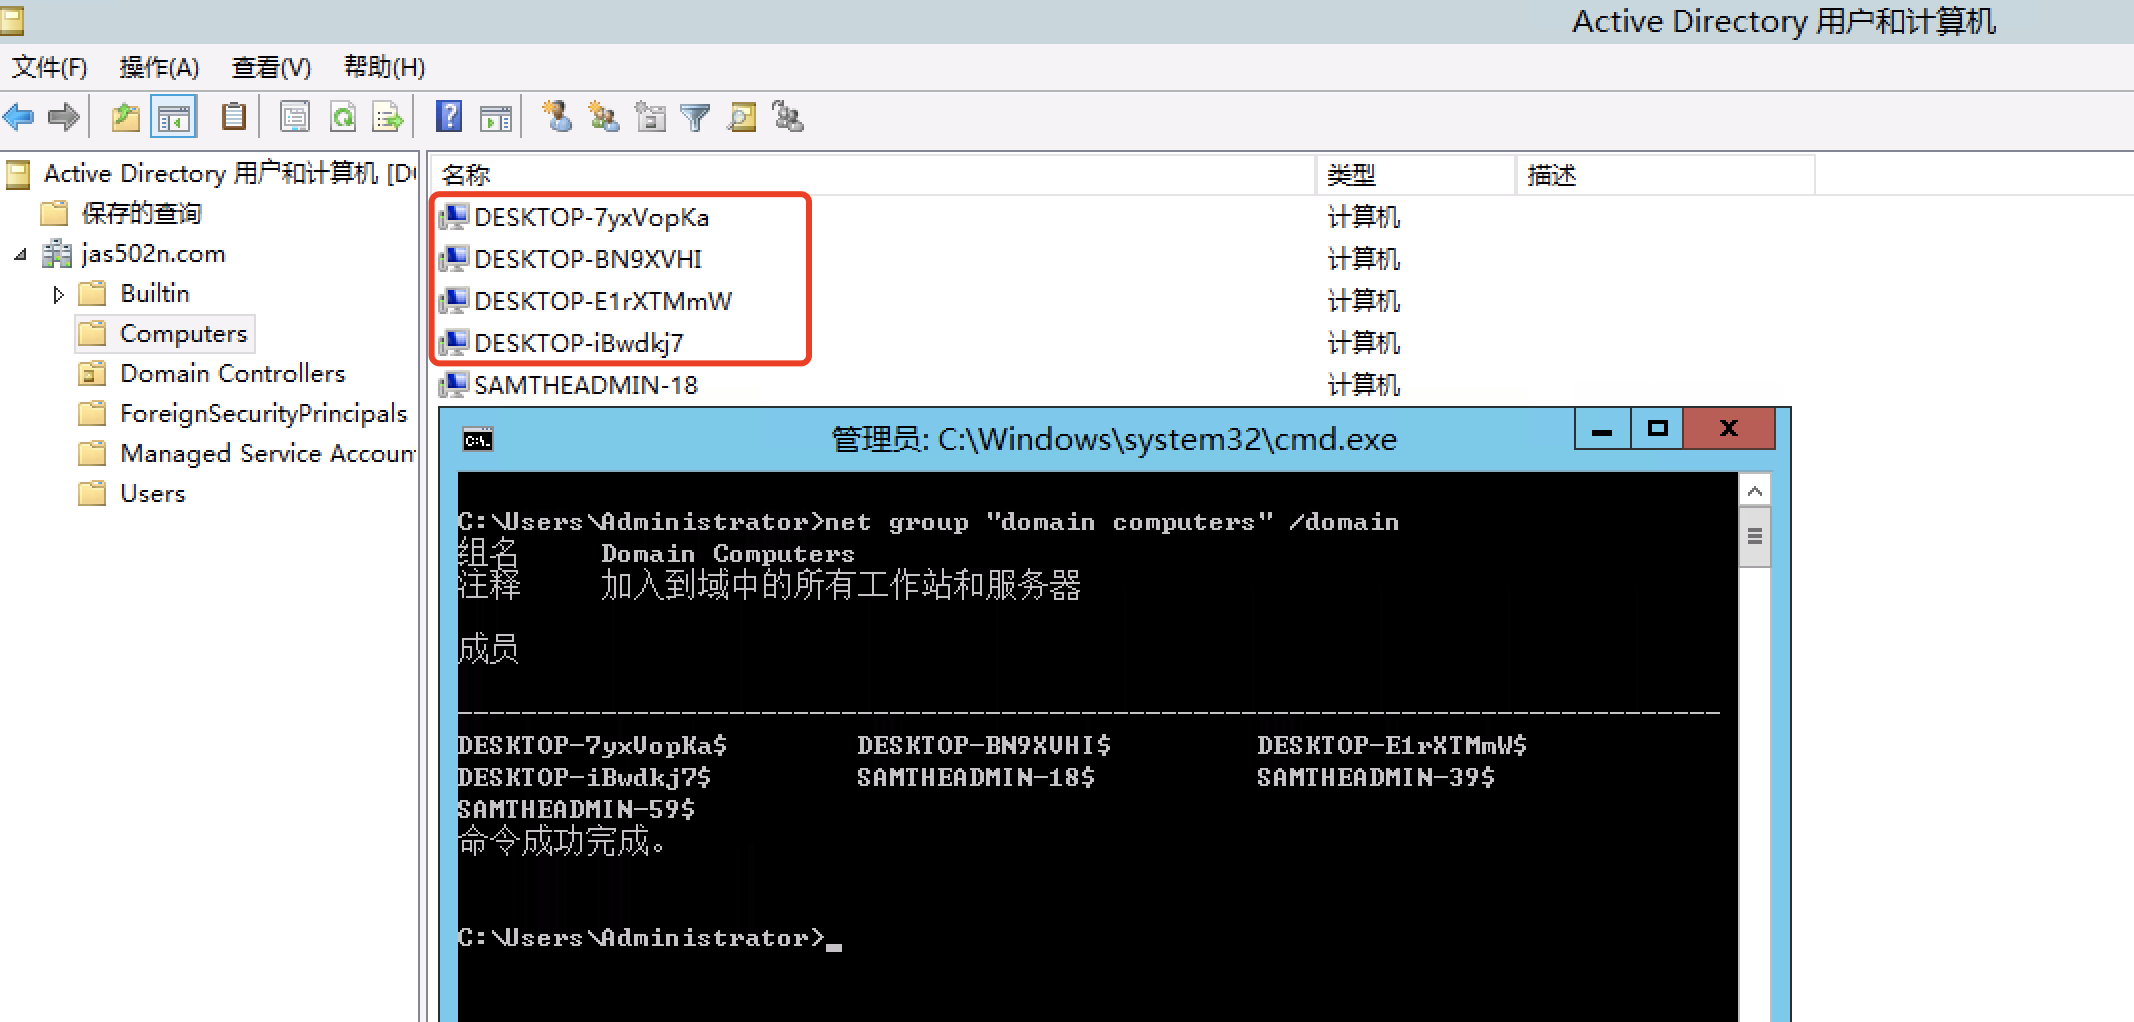 Active Directory 用户和计算机
文件(F) 操作(A) 查看(V) 帮助(H)
Active Directory 用户和计算机 [D
保存的查询
jas502n.com
Builtin
Computers
Domain Controllers
ForeignSecurityPrincipals
Managed Service Accoun
Users
名称 类型 描述
DESKTOP-7yxVopKa 计算机
DESKTOP-BN9XVHI 计算机
DESKTOP-E1rXTMmW 计算机
DESKTOP-iBwdkj7 计算机
SAMTHEADMIN-18 计算机
管理员: C:\Windows\system32\cmd.exe
C:\Users\Administrator>net group "domain computers" /domain
组名 Domain Computers
注释 加入到域中的所有工作站和服务器
成员
-------------------------------------------------------------------------------
DESKTOP-7yxVopKa$ DESKTOP-BN9XVHI$ DESKTOP-E1rXTMmW$
DESKTOP-iBwdkj7$ SAMTHEADMIN-18$ SAMTHEADMIN-39$
SAMTHEADMIN-59$
命令成功完成。
C:\Users\Administrator>_